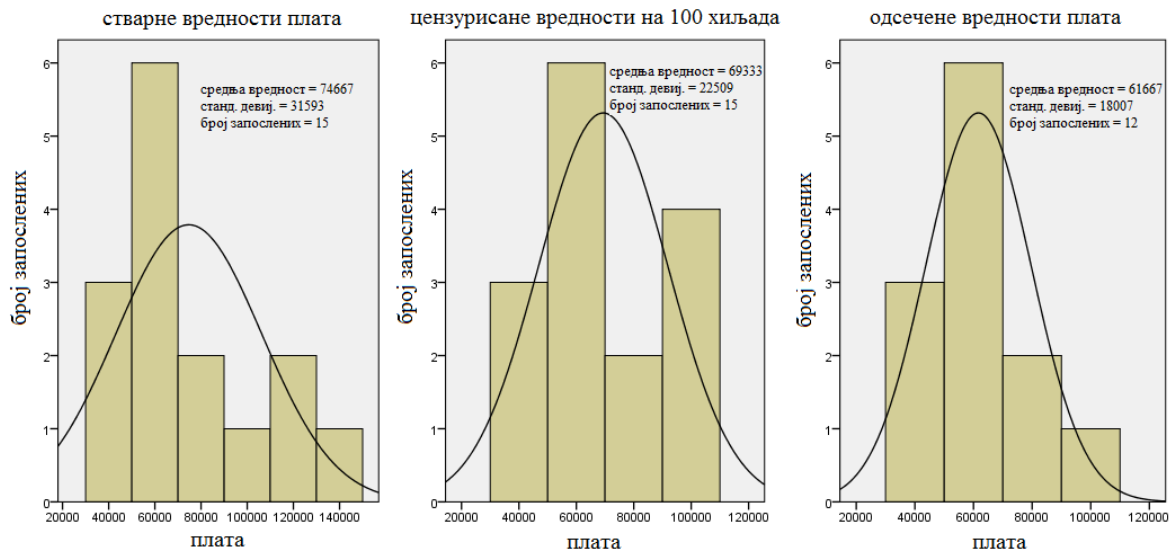 стварне вредности плата
средња вредност = 74667
станд. девиј. = 31593
број запослених = 15
број запослених
6
5
4
3
2
1
0
20000 40000 60000 80000 100000 120000 140000
плата
цензурисане вредности на 100 хиљада
средња вредност = 69333
станд. девиј. = 22509
број запослених = 15
број запослених
6
5
4
3
2
1
0
20000 40000 60000 80000 100000 120000
плата
одсечене вредности плата
средња вредност = 61667
станд. девиј. = 18007
број запослених = 12
број запослених
6
5
4
3
2
1
0
20000 40000 60000 80000 100000 120000
плата